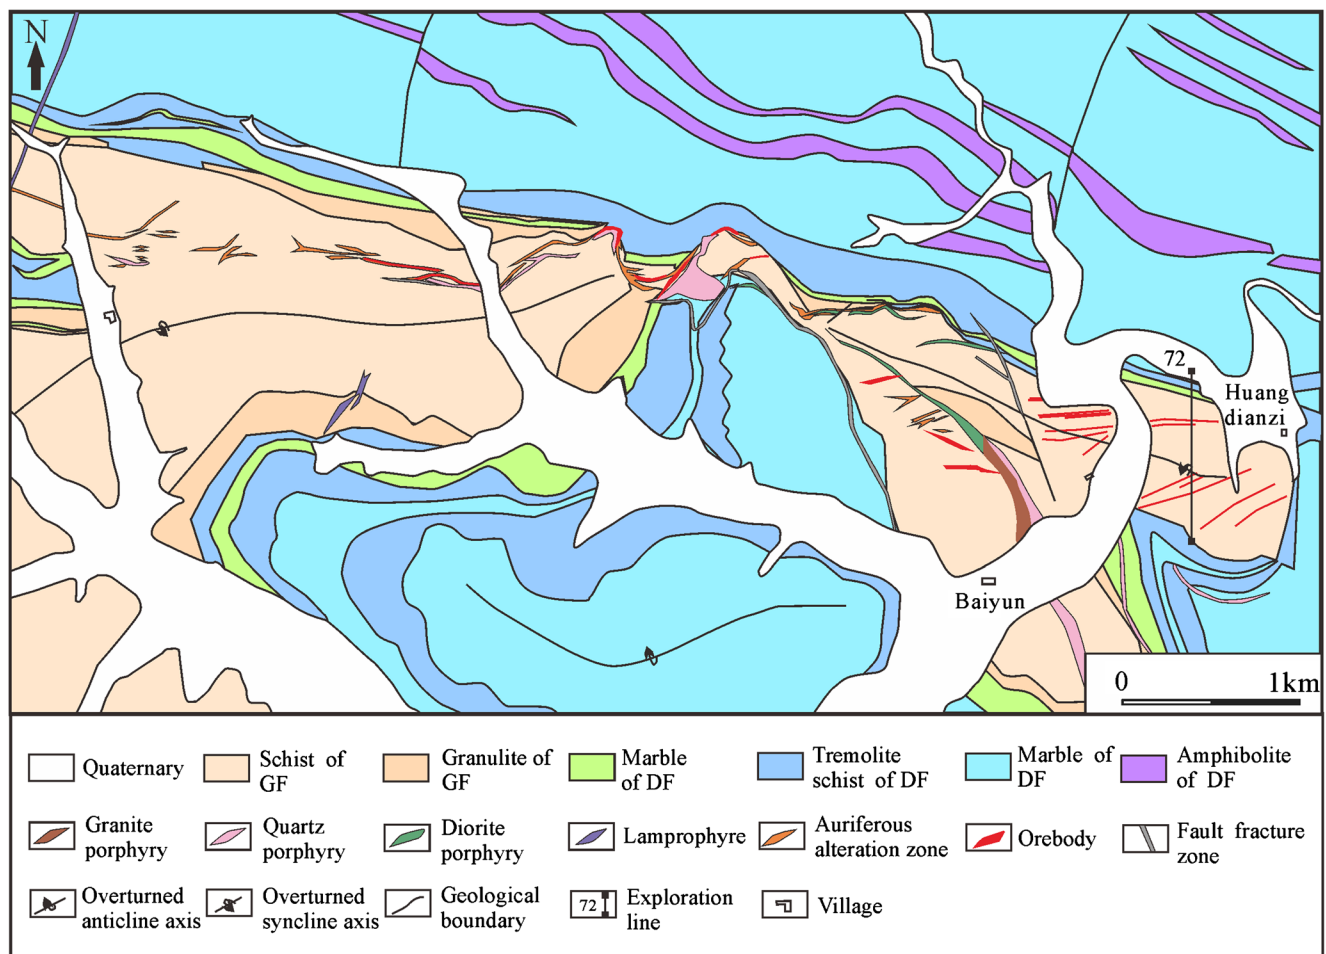 N
72
Huang
dianzi
Baiyun
0 1km
Quaternary
Schist of
GF
Granulite of
GF
Marble
of DF
Tremolite
schist of DF
Marble of
DF
Amphibolite
of DF
Granite
porphyry
Quartz
porphyry
Diorite
porphyry
Lamprophyre
Auriferous
alteration zone
Orebody
Fault fracture
zone
Overturned
anticline axis
Overturned
syncline axis
Geological
boundary
72
Exploration
line
Village